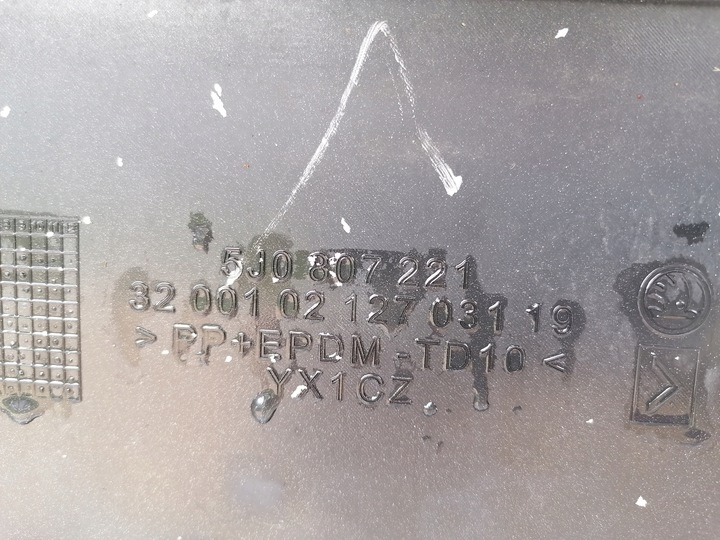 5J0 807 221
32 001 02 127 031 19
> PP+EPDM -TD10 <
YX1CZ